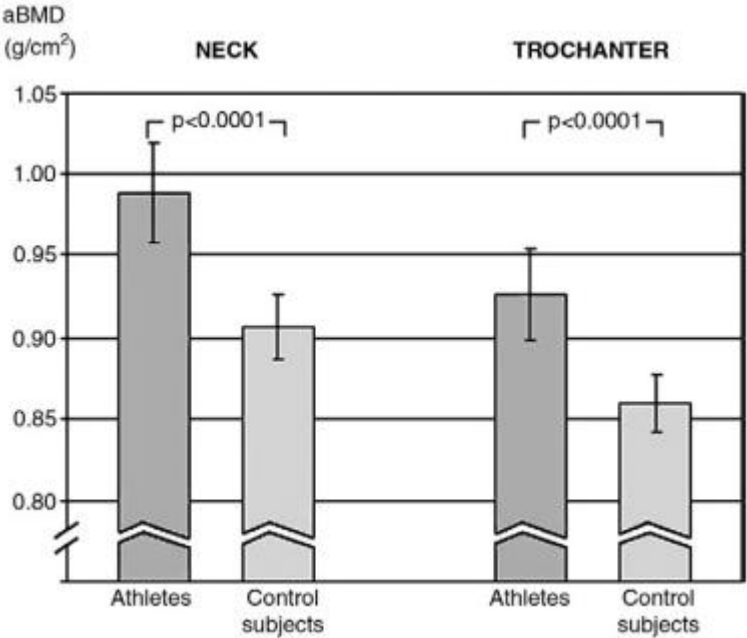 aBMD
(g/cm²)
NECK
TROCHANTER
1.05
p<0.0001
p<0.0001
1.00
0.95
0.90
0.85
0.80
Athletes
Control
subjects
Athletes
Control
subjects